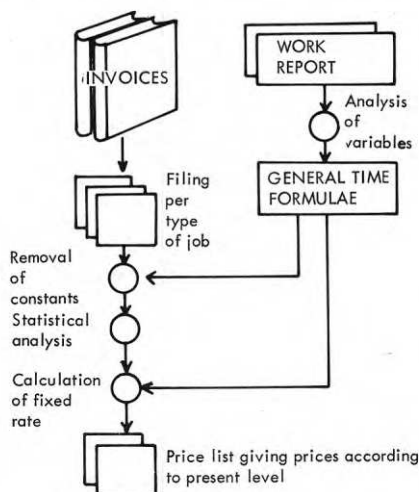 INVOICES
WORK
REPORT
Analysis
of
variables
Filing
per
type
of job
GENERAL TIME
FORMULAE
Removal
of
constants
Statistical
analysis
Calculation
of fixed
rate
Price list giving prices according
to present level